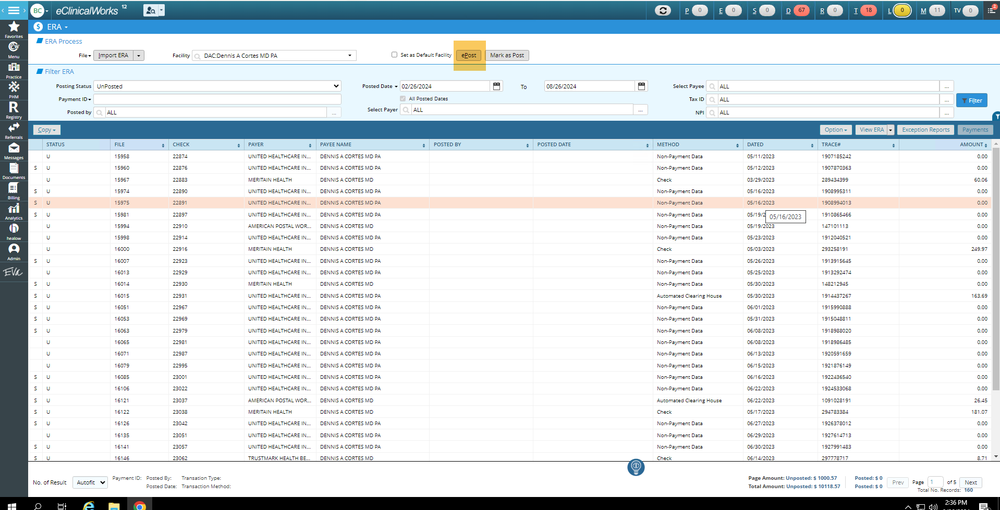 BC eClinicalWorks 12 P 0 E 0 S 0 D 67 R 0 T 18 L 0 M 11 TV 0 2
ERA
Favorites
Menu
Practice
PHM
Registry
Referrals
Messages
Documents
Billing
Analytics
healow
Admin
EVA
ERA Process
File Import ERA Facility DAC:Dennis A Cortes MD PA Set as Default Facility ePost Mark as Post
Filter ERA
Posting Status UnPosted Posted Date 02/26/2024 To 08/26/2024 Select Payee ALL ...
Payment ID All Posted Dates Tax ID ALL ... Filter
Posted by ALL ... Select Payer ALL ... NPI ALL ...
Copy Option View ERA Exception Reports Payments
STATUS FILE CHECK PAYER PAYEE NAME POSTED BY POSTED DATE METHOD DATED TRACE# AMOUNT
U 15958 22874 UNITED HEALTHCARE IN... DENNIS A CORTES MD PA Non-Payment Data 05/11/2023 1907185242 0.00
S U 15960 22876 UNITED HEALTHCARE IN... DENNIS A CORTES MD PA Non-Payment Data 05/12/2023 1907870363 0.00
U 15967 22883 MERITAIN HEALTH DENNIS A CORTES MD Check 03/29/2023 289434399 60.06
S U 15974 22890 UNITED HEALTHCARE IN... DENNIS A CORTES MD PA Non-Payment Data 05/16/2023 1908995311 0.00
S U 15975 22891 UNITED HEALTHCARE IN... DENNIS A CORTES MD PA Non-Payment Data 05/16/2023 1908994013 0.00
S U 15981 22897 UNITED HEALTHCARE IN... DENNIS A CORTES MD PA Non-Payment Data 05/19/2 1910865466 0.00
05/16/2023
U 15994 22910 AMERICAN POSTAL WOR... DENNIS A CORTES MD Non-Payment Data 05/19/2023 147101113 0.00
U 15998 22914 UNITED HEALTHCARE IN... DENNIS A CORTES MD PA Non-Payment Data 05/23/2023 1912040521 0.00
U 16000 22916 MERITAIN HEALTH DENNIS A CORTES MD Check 05/03/2023 293258191 249.97
S U 16007 22923 UNITED HEALTHCARE IN... DENNIS A CORTES MD PA Non-Payment Data 05/26/2023 1913915645 0.00
U 16013 22929 UNITED HEALTHCARE IN... DENNIS A CORTES MD PA Non-Payment Data 05/25/2023 1913292474 0.00
S U 16014 22930 MERITAIN HEALTH DENNIS A CORTES MD Non-Payment Data 05/30/2023 148212945 0.00
S U 16015 22931 UNITED HEALTHCARE IN... DENNIS A CORTES MD PA Automated Clearing House 05/30/2023 1914437267 163.69
S U 16051 22967 UNITED HEALTHCARE IN... DENNIS A CORTES MD PA Non-Payment Data 06/01/2023 1915990888 0.00
S U 16053 22969 UNITED HEALTHCARE IN... DENNIS A CORTES MD PA Non-Payment Data 05/31/2023 1915048811 0.00
S U 16063 22979 UNITED HEALTHCARE IN... DENNIS A CORTES MD PA Non-Payment Data 06/08/2023 1918988020 0.00
U 16065 22981 UNITED HEALTHCARE IN... DENNIS A CORTES MD PA Non-Payment Data 06/08/2023 1918986485 0.00
U 16071 22987 UNITED HEALTHCARE IN... DENNIS A CORTES MD PA Non-Payment Data 06/13/2023 1920591659 0.00
U 16079 22995 UNITED HEALTHCARE IN... DENNIS A CORTES MD PA Non-Payment Data 06/15/2023 1921876149 0.00
S U 16085 23001 UNITED HEALTHCARE IN... DENNIS A CORTES MD PA Non-Payment Data 06/16/2023 1922436540 0.00
S U 16106 23022 UNITED HEALTHCARE IN... DENNIS A CORTES MD PA Non-Payment Data 06/22/2023 1924533068 0.00
S U 16121 23037 AMERICAN POSTAL WOR... DENNIS A CORTES MD Automated Clearing House 06/22/2023 1091028191 26.45
S U 16122 23038 MERITAIN HEALTH DENNIS A CORTES MD Check 05/17/2023 294783384 181.07
S U 16126 23042 UNITED HEALTHCARE IN... DENNIS A CORTES MD PA Non-Payment Data 06/27/2023 1926378012 0.00
U 16135 23051 UNITED HEALTHCARE IN... DENNIS A CORTES MD PA Non-Payment Data 06/29/2023 1927614713 0.00
S U 16141 23057 UNITED HEALTHCARE IN... DENNIS A CORTES MD PA Non-Payment Data 06/30/2023 1927991483 0.00
S U 16146 23062 TRUSTMARK HEALTH BE... DENNIS A CORTES MD Check 06/14/2023 297778717 8.71
No. of Result Autofit Payment ID: Posted By: Transation Type:
Posted Date: Transaction Method:
Page Amount: Unposted: $ 1000.57 Posted: $ 0 Prev Page 1 of 5 Next
Total Amount: Unposted: $ 10118.57 Posted: $ 0
Total No. Records: 160
2:36 PM